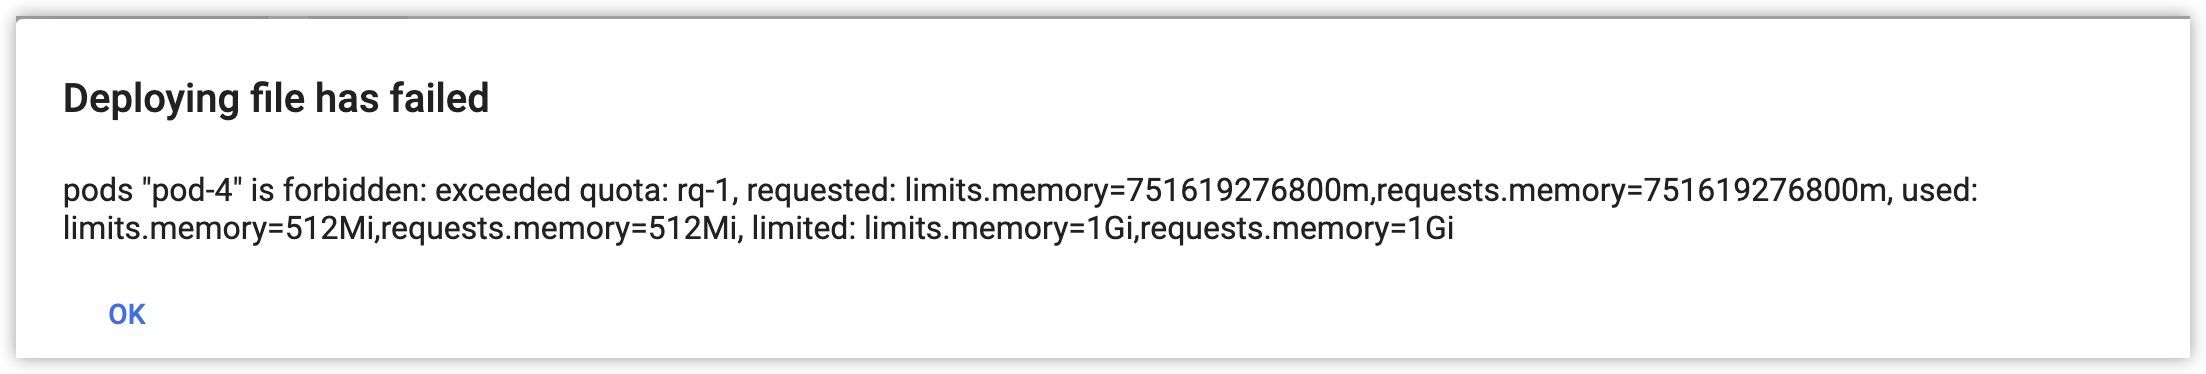 Deploying file has failed
pods "pod-4" is forbidden: exceeded quota: rq-1, requested: limits.memory=751619276800m,requests.memory=751619276800m, used:
limits.memory=512Mi,requests.memory=512Mi, limited: limits.memory=1Gi,requests.memory=1Gi
OK